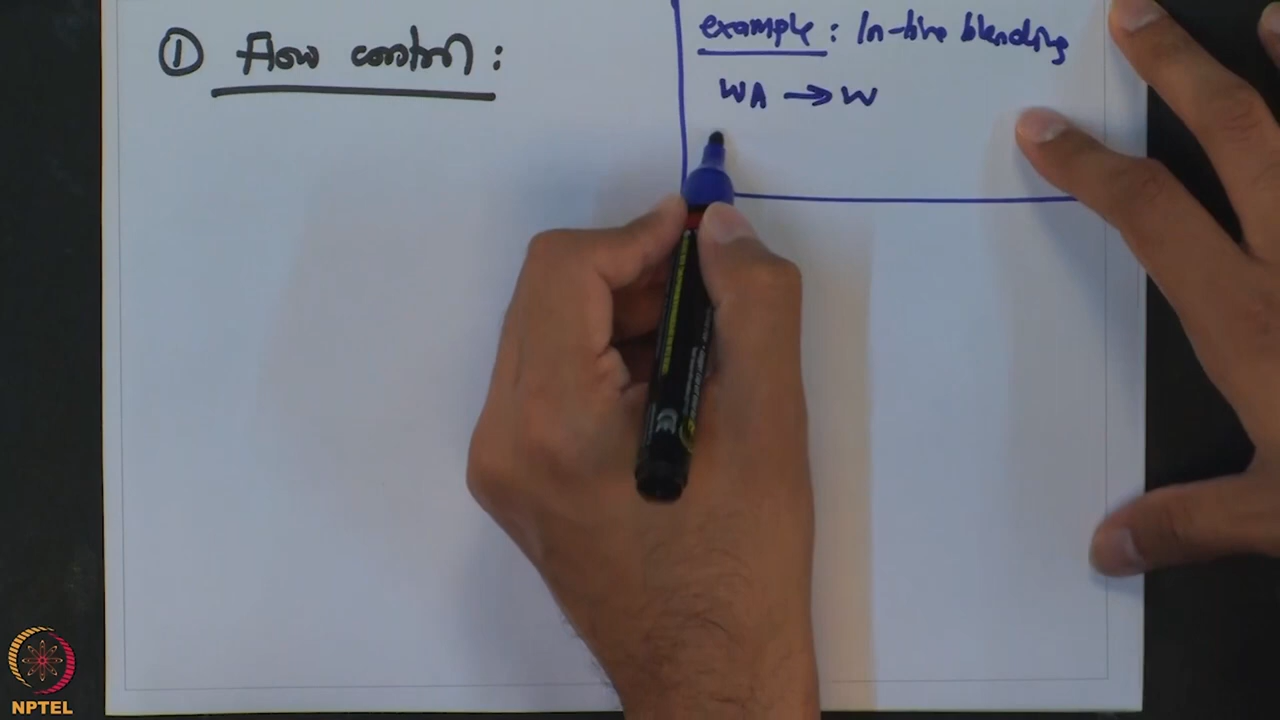 ① Flow control :
example : In-line blending
WA → W
NPTEL